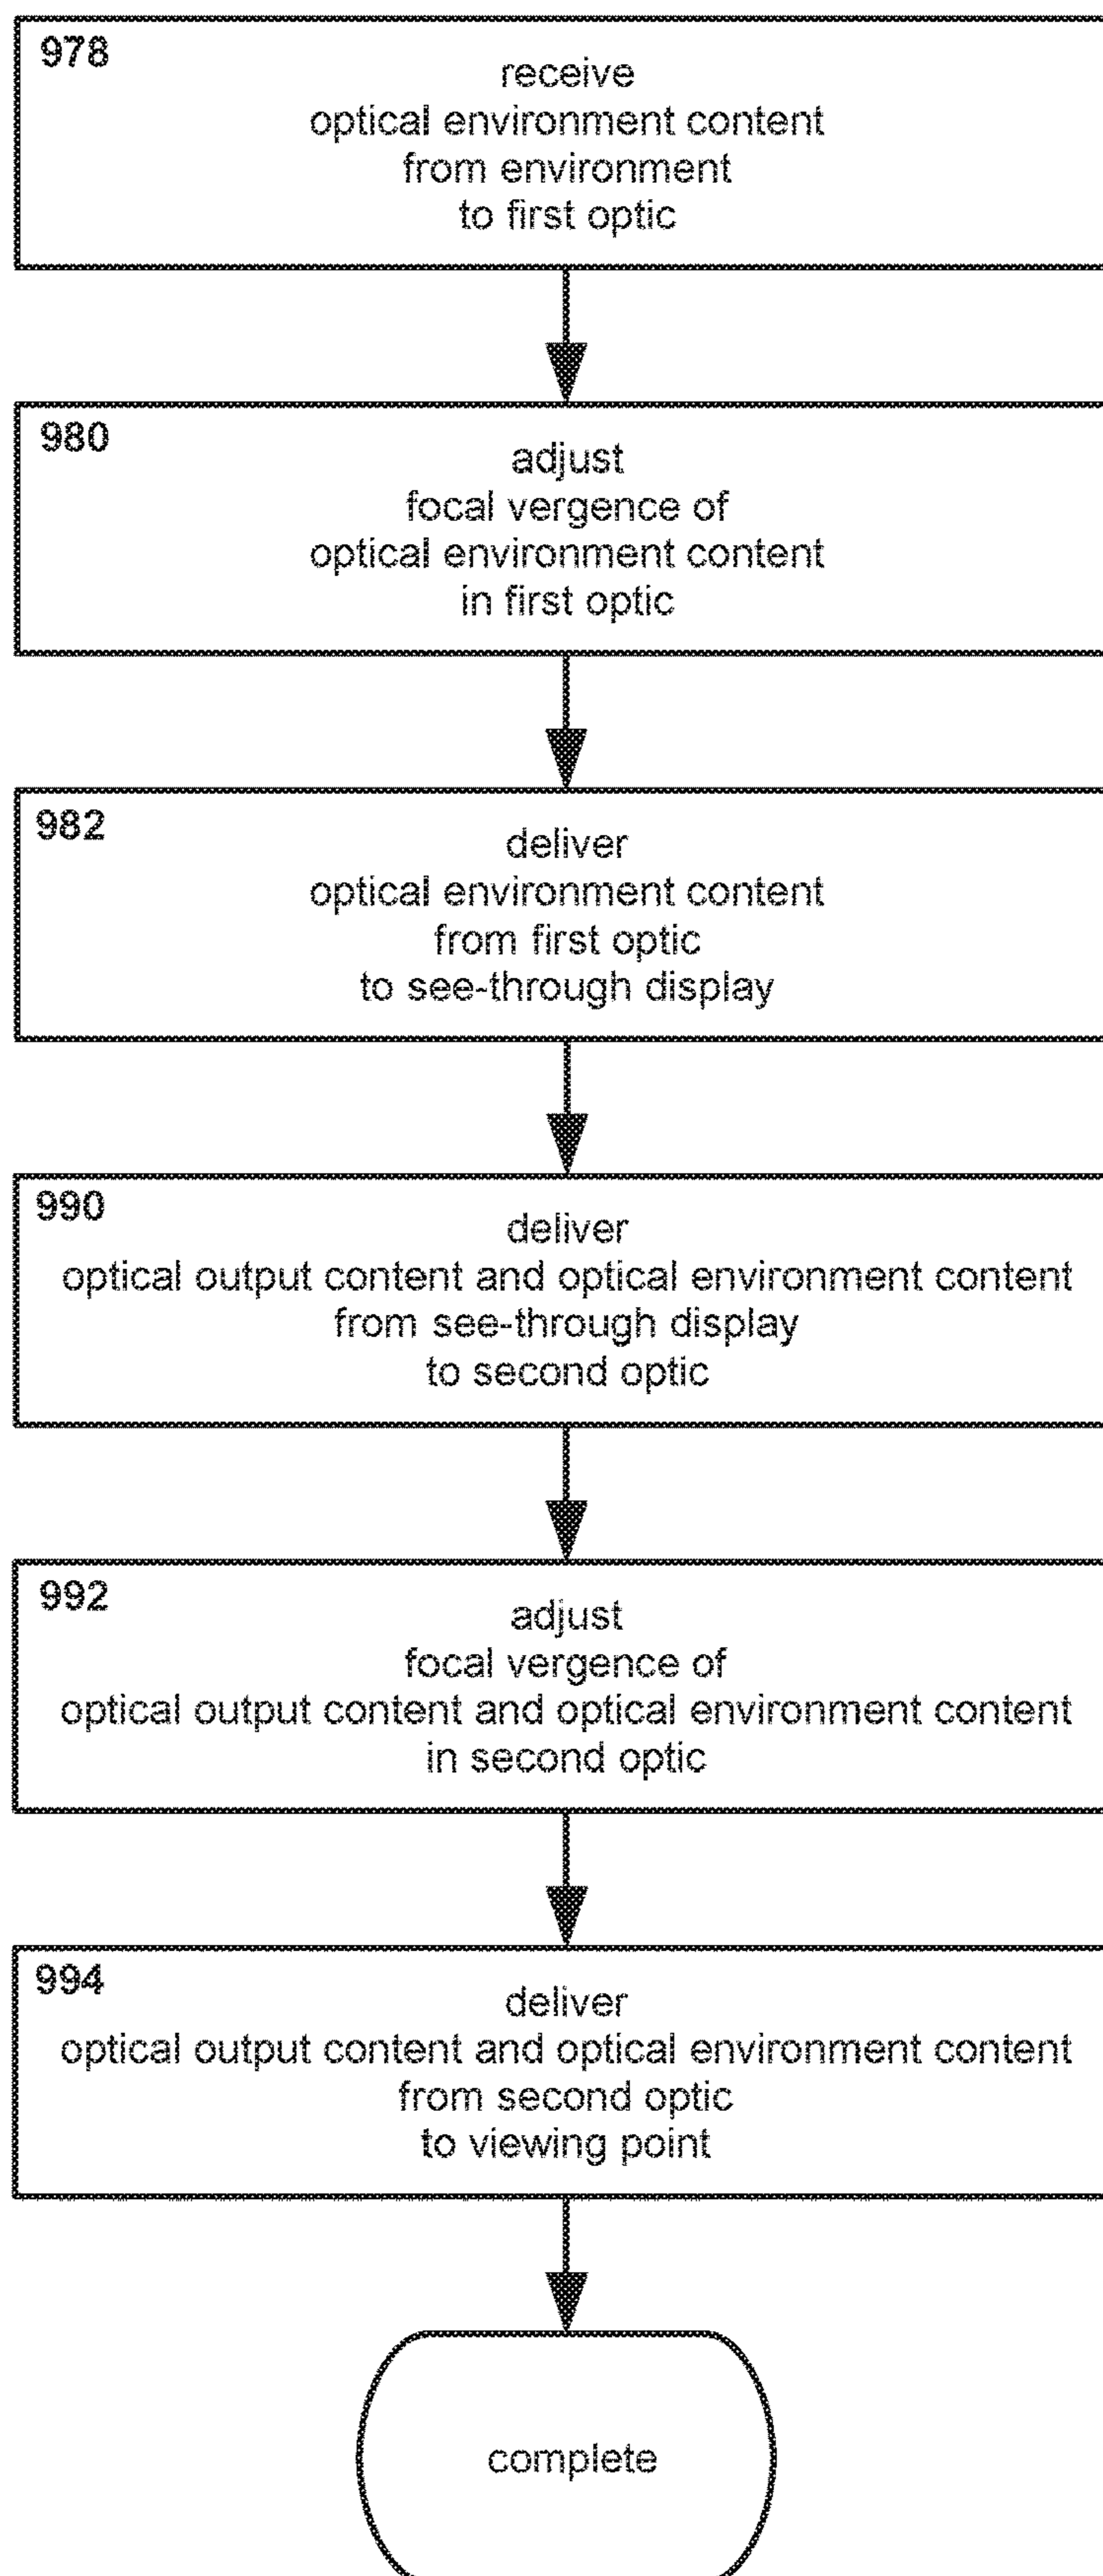 978
receive
optical environment content
from environment
to first optic
980
adjust
focal vergence of
optical environment content
in first optic
982
deliver
optical environment content
from first optic
to see-through display
990
deliver
optical output content and optical environment content
from see-through display
to second optic
992
adjust
focal vergence of
optical output content and optical environment content
in second optic
994
deliver
optical output content and optical environment content
from second optic
to viewing point
complete